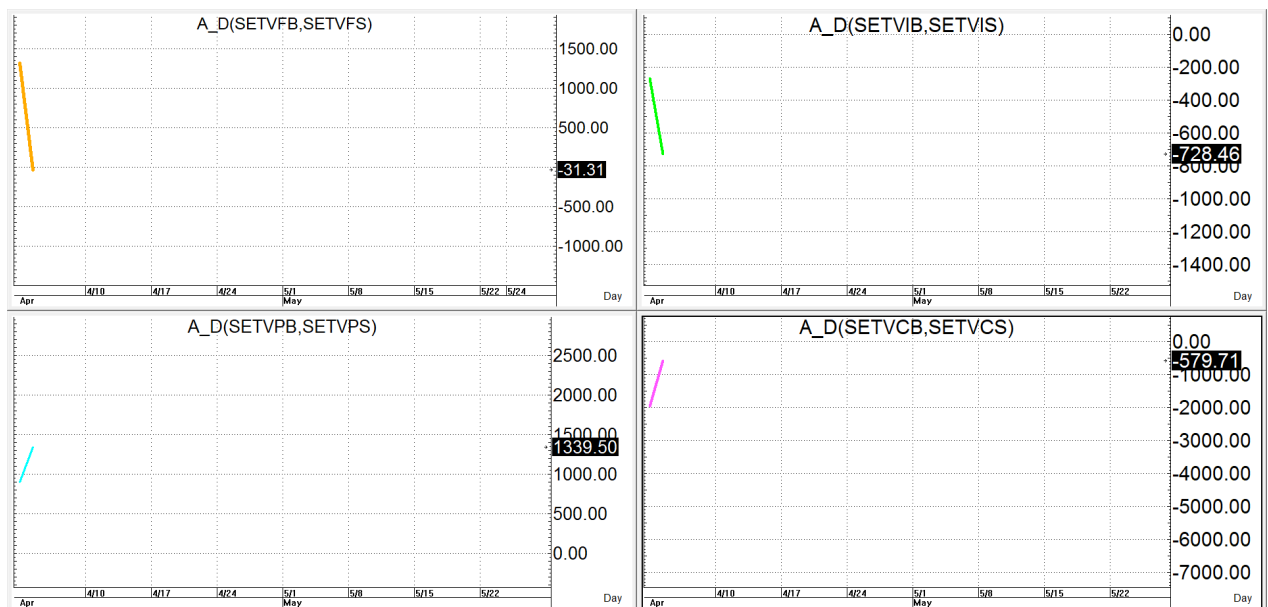 A_D(SETVFB,SETVFS)
1500.00
1000.00
500.00
-31.31
-500.00
-1000.00
4/10 4/17 4/24 5/1 5/8 5/15 5/22 5/24
Apr May Day
A_D(SETVIB,SETVIS)
0.00
-200.00
-400.00
-600.00
-728.46
-800.00
-1000.00
-1200.00
-1400.00
4/10 4/17 4/24 5/1 5/8 5/15 5/22
Apr May Day
A_D(SETVPB,SETVPS)
2500.00
2000.00
1500.00
1339.50
1000.00
500.00
0.00
4/10 4/17 4/24 5/1 5/8 5/15 5/22
Apr May Day
A_D(SETVCB,SETVCS)
0.00
-579.71
-1000.00
-2000.00
-3000.00
-4000.00
-5000.00
-6000.00
-7000.00
4/10 4/17 4/24 5/1 5/8 5/15 5/22
Apr May Day